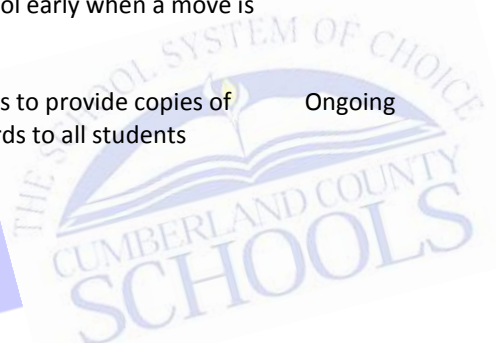 ol early when a move is
s to provide copies of Ongoing
rds to all students
THE SCHOOL SYSTEM OF CHOICE
CUMBERLAND COUNTY
SCHOOLS